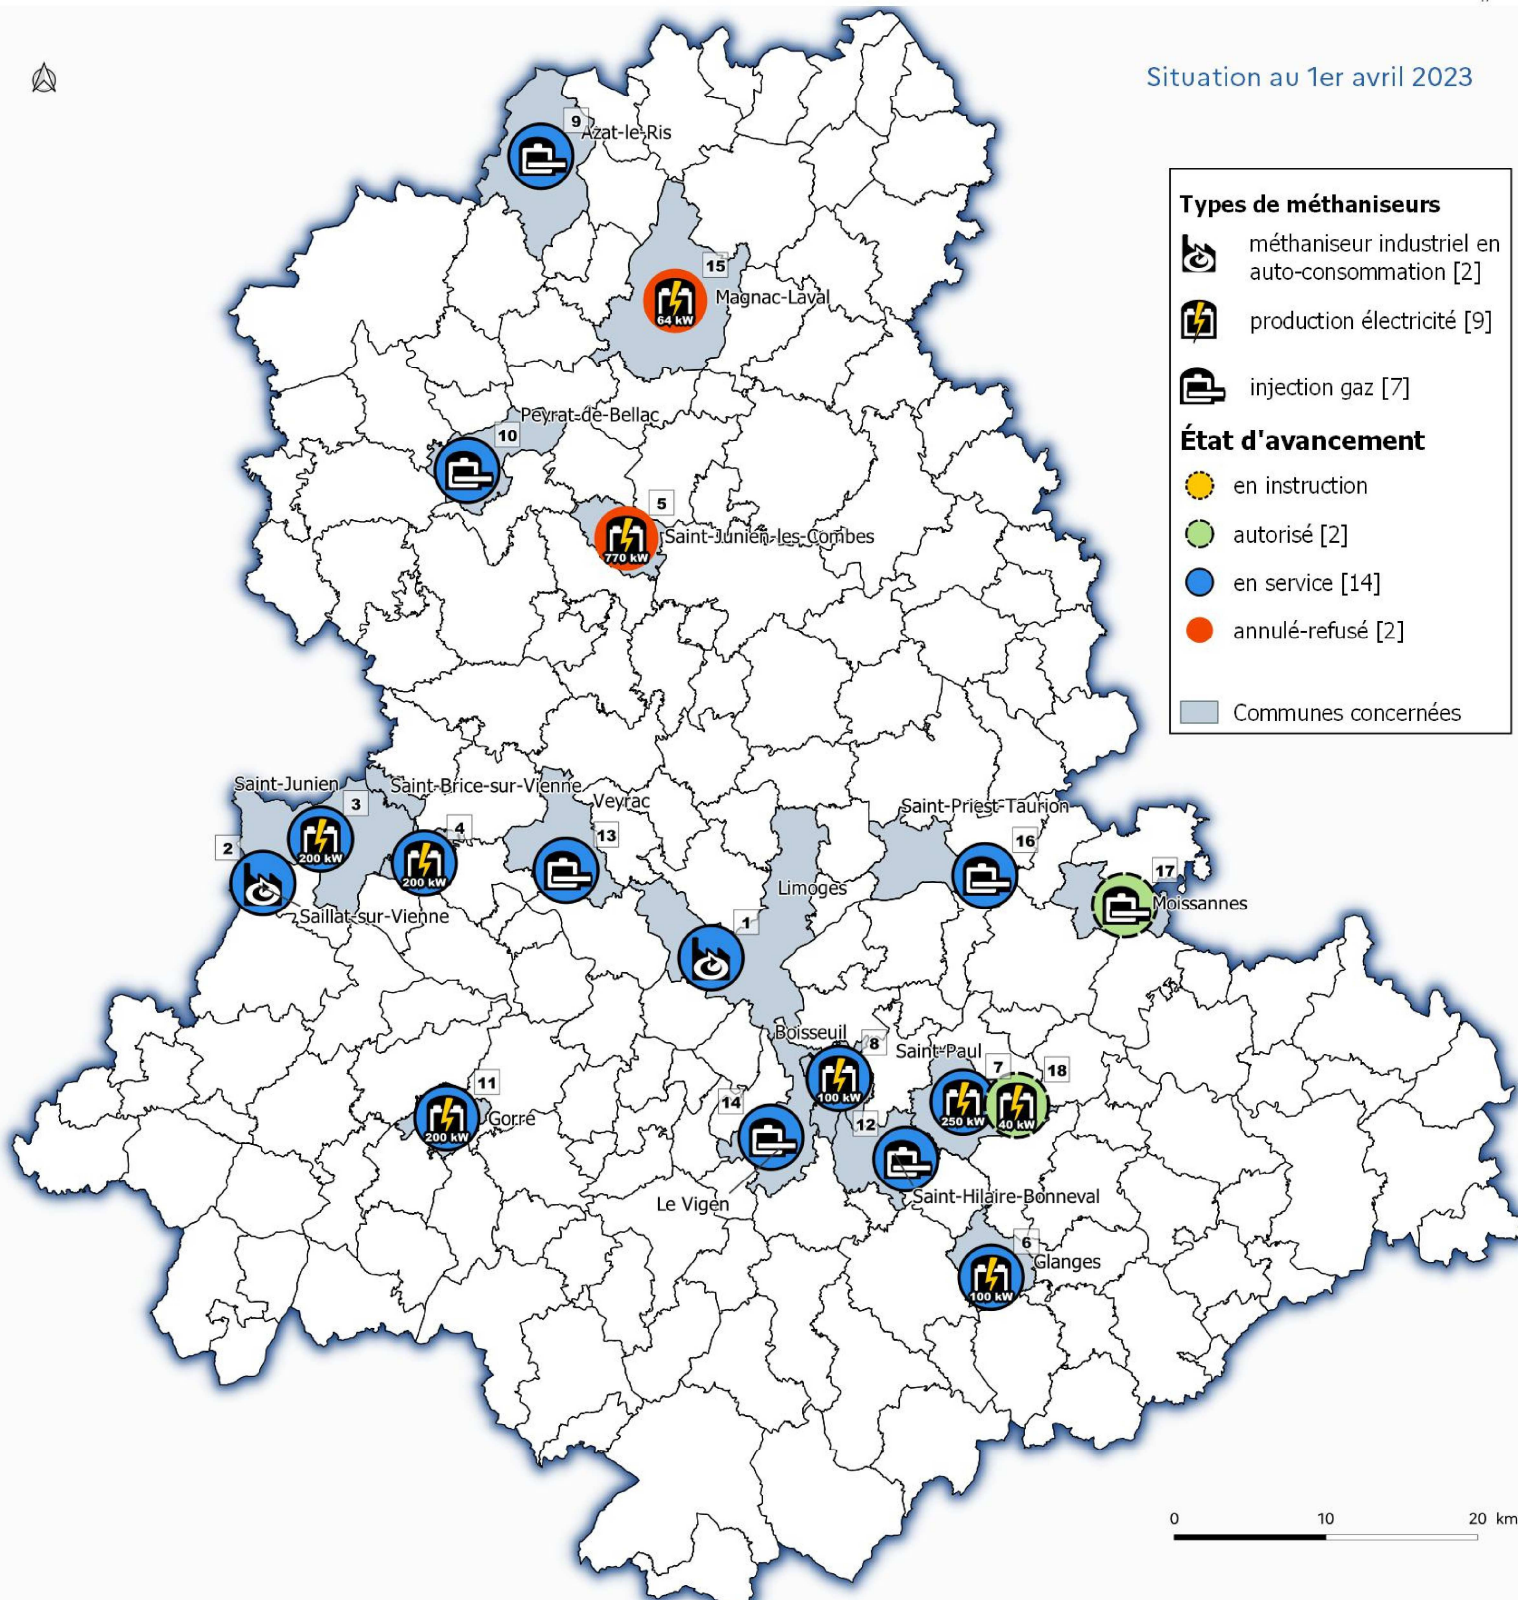 Situation au 1er avril 2023
Types de méthaniseurs
méthaniseur industriel en
auto-consommation [2]
production électricité [9]
injection gaz [7]
État d'avancement
en instruction
autorisé [2]
en service [14]
annulé-refusé [2]
Communes concernées
9
Azat-le-Ris
15
Magnac-Laval
64 kW
Peyrat-de-Bellac
10
5
Saint-Junien-les-Combes
770 kW
Saint-Junien
3
200 kW
2
Saillat-sur-Vienne
Saint-Brice-sur-Vienne
4
200 kW
Veyrac
13
Limoges
1
Saint-Priest-Taurion
16
17
Moissannes
Boisseuil
8
100 kW
Saint-Paul
7
250 kW
18
40 kW
11
Gorre
200 kW
14
Le Vigen
12
Saint-Hilaire-Bonneval
6
Glanges
100 kW
0 10 20 km